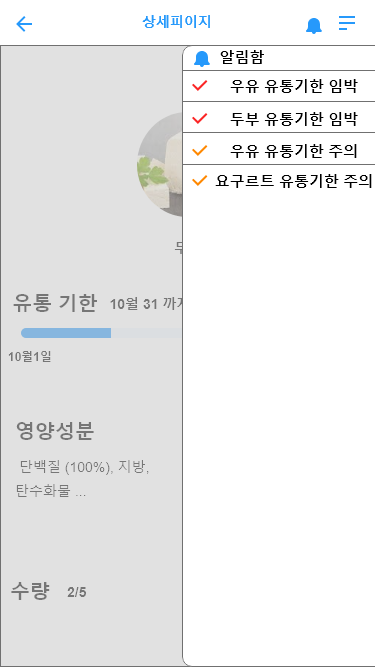 상세피이지
알림함
우유 유통기한 임박
두부 유통기한 임박
우유 유통기한 주의
요구르트 유통기한 주의
유통 기한 10월 31 까지
10월1일
영양성분
단백질 (100%), 지방,
탄수화물 ...
수량 2/5